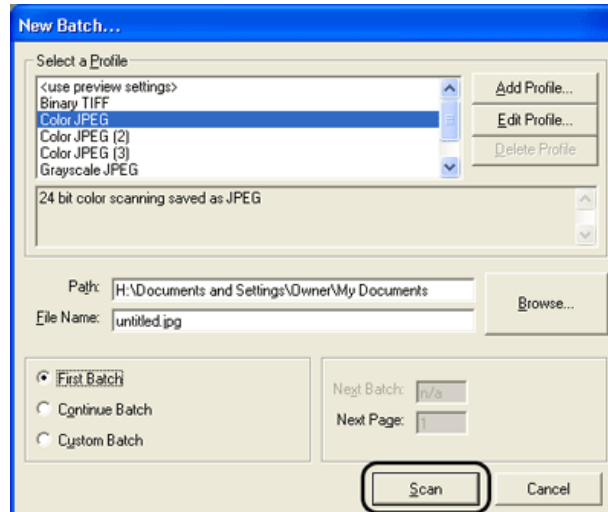 New Batch...
Select a Profile
<use preview settings>
Binary TIFF
Color JPEG
Color JPEG (2)
Color JPEG (3)
Grayscale JPEG
Add Profile...
Edit Profile...
Delete Profile
24 bit color scanning saved as JPEG
Path: H:\Documents and Settings\Owner\My Documents
File Name: untitled.jpg
Browse...
First Batch
Continue Batch
Custom Batch
Next Batch: n/a
Next Page: 1
Scan
Cancel